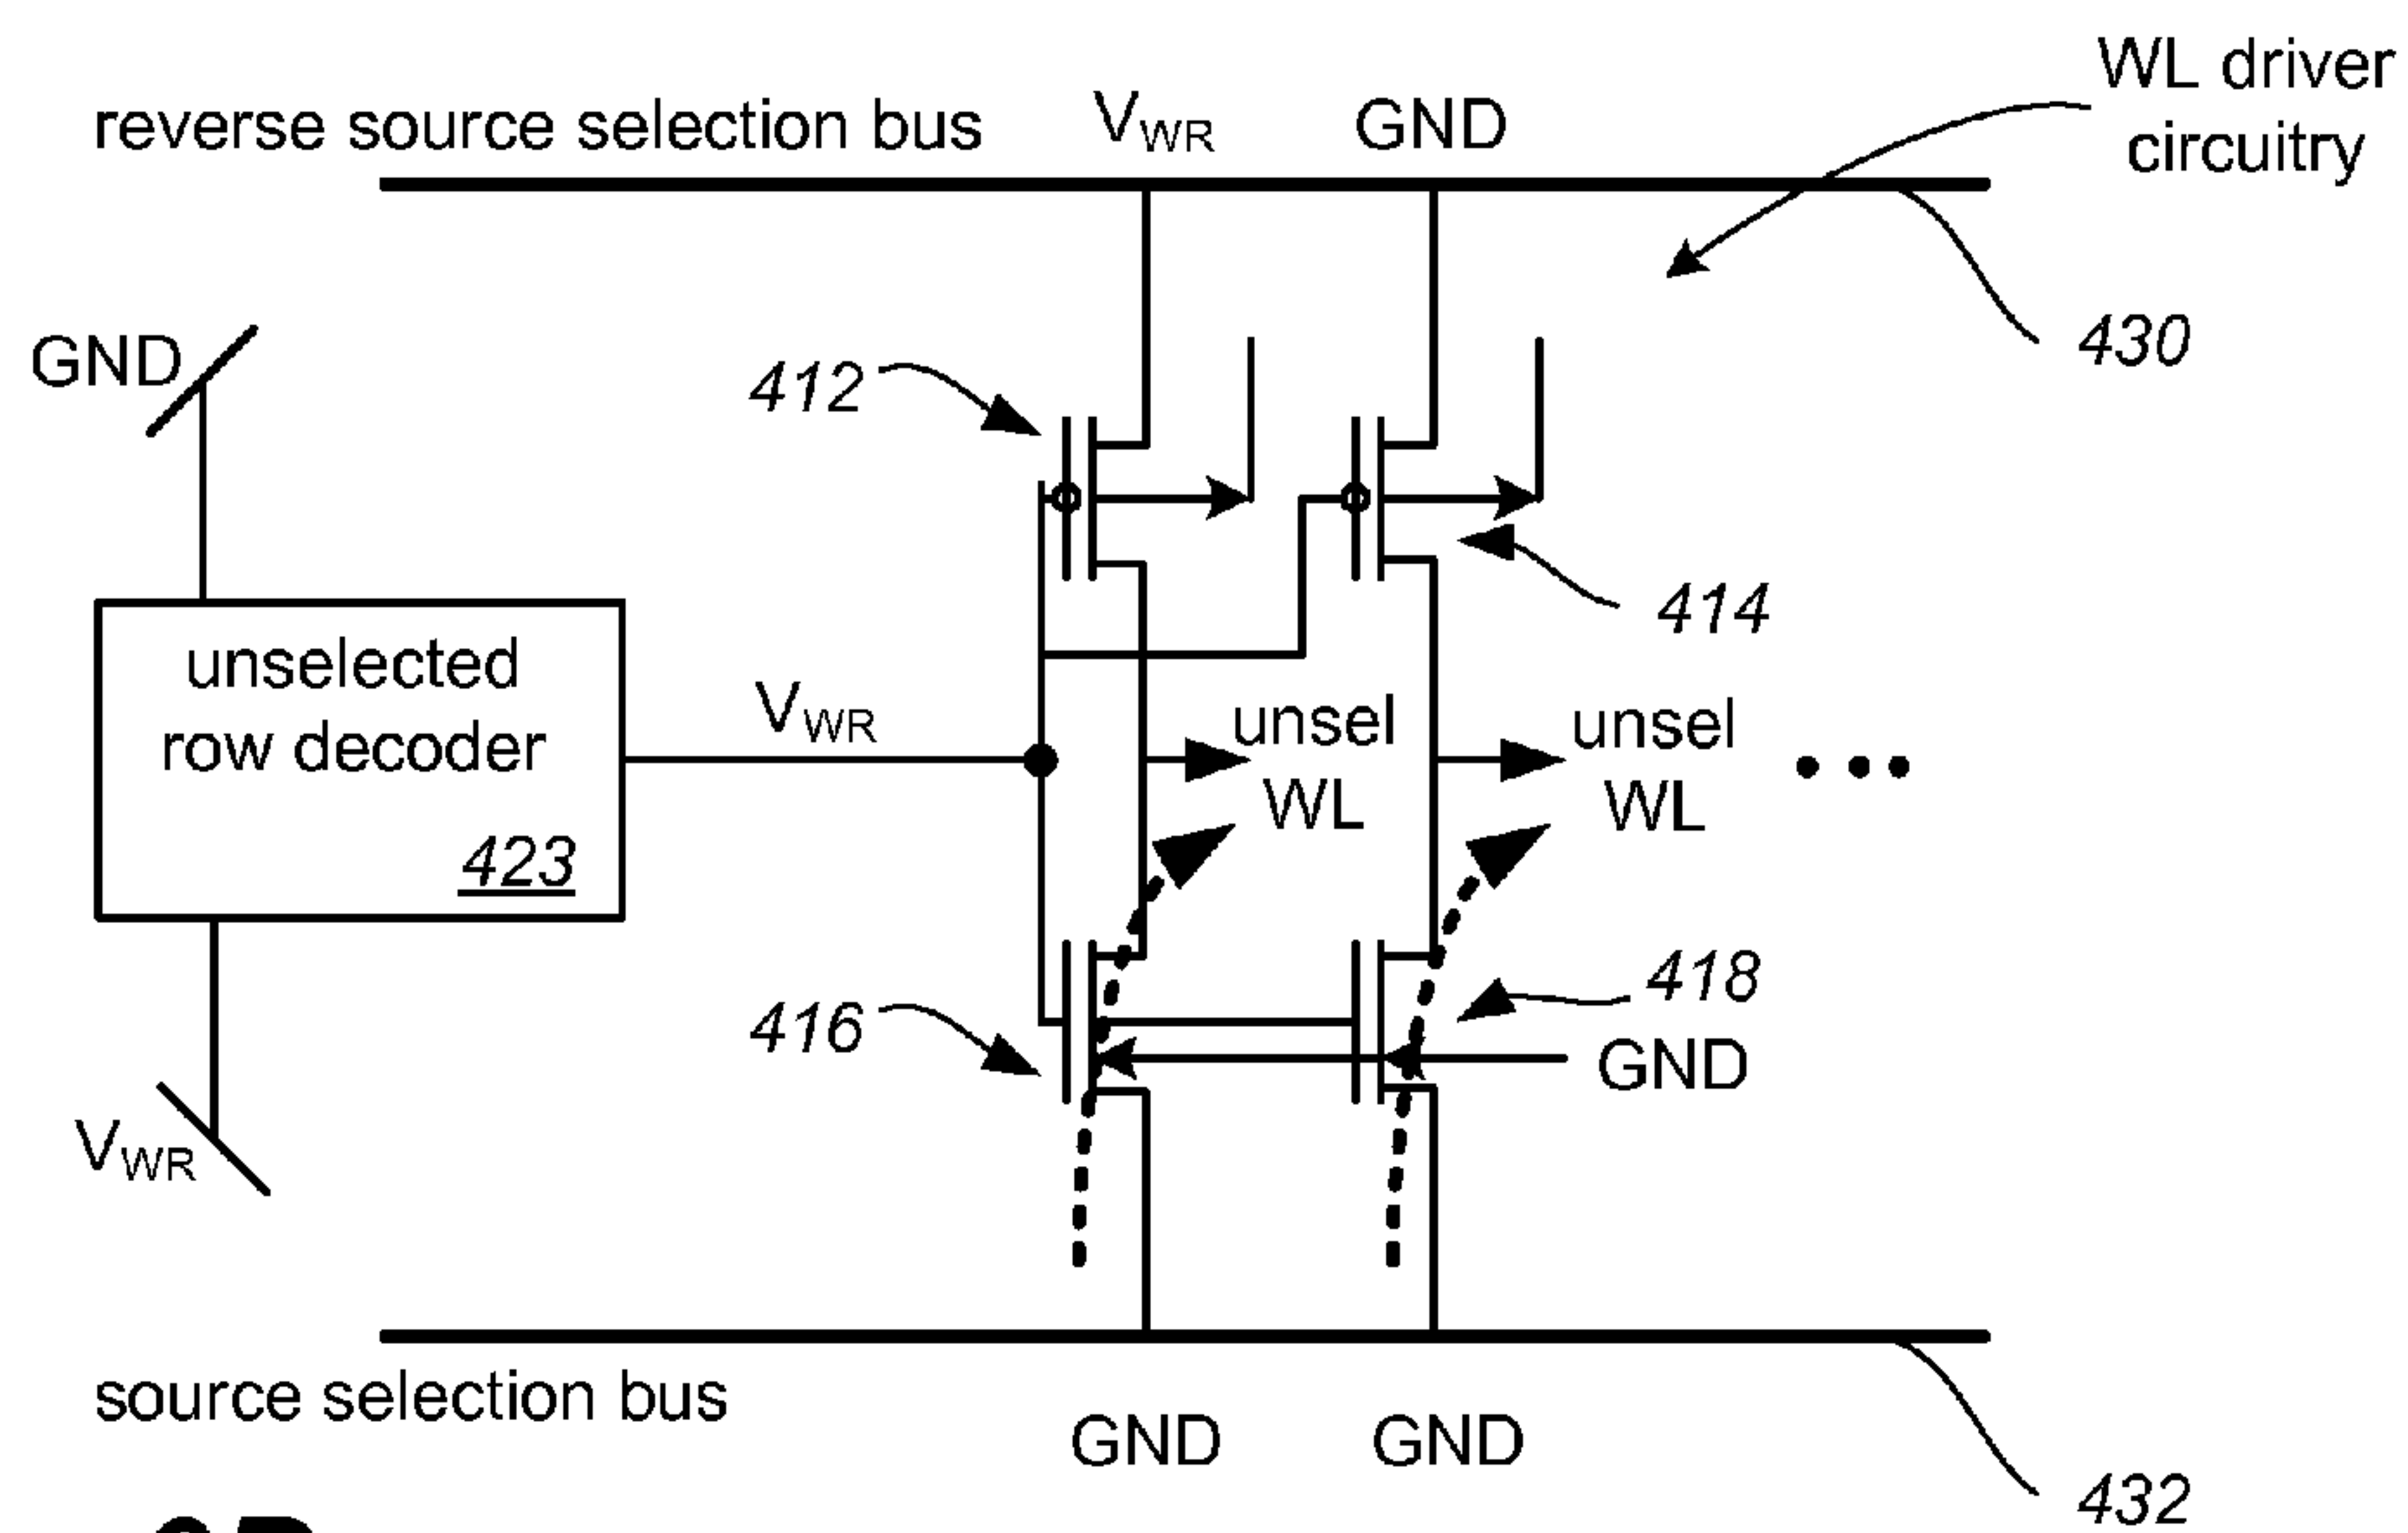 WL driver
circuitry
reverse source selection bus
VWR
GND
430
GND
412
414
unselected
row decoder
423
VWR
unsel
WL
unsel
WL
416
418
GND
VWR
source selection bus
GND
GND
432